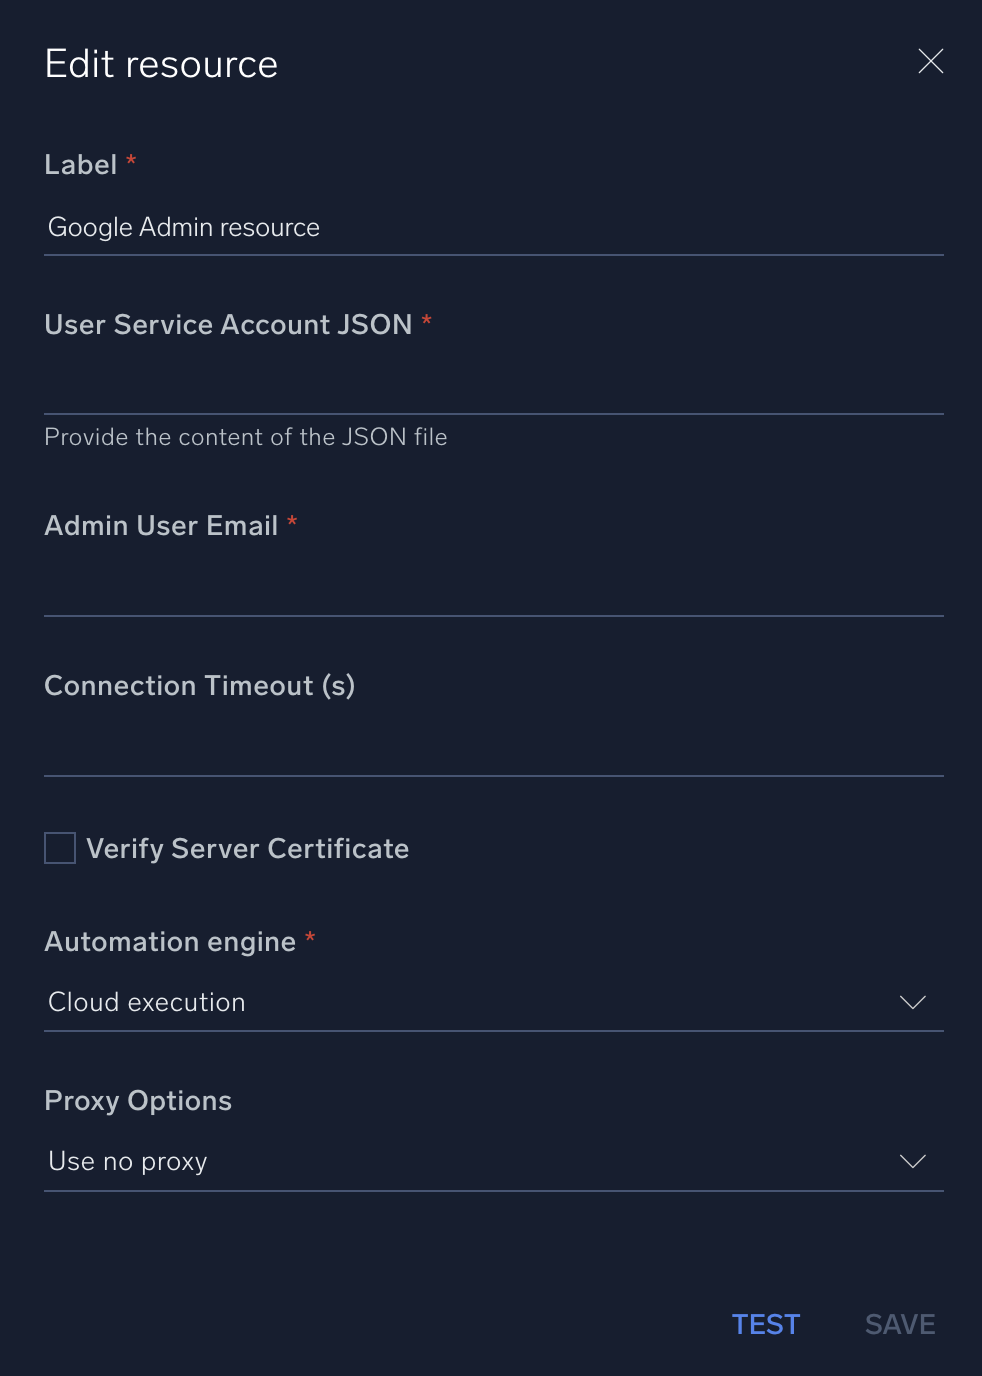 Edit resource
Label *
Google Admin resource
User Service Account JSON *
Provide the content of the JSON file
Admin User Email *
Connection Timeout (s)
Verify Server Certificate
Automation engine *
Cloud execution
Proxy Options
Use no proxy
TEST SAVE